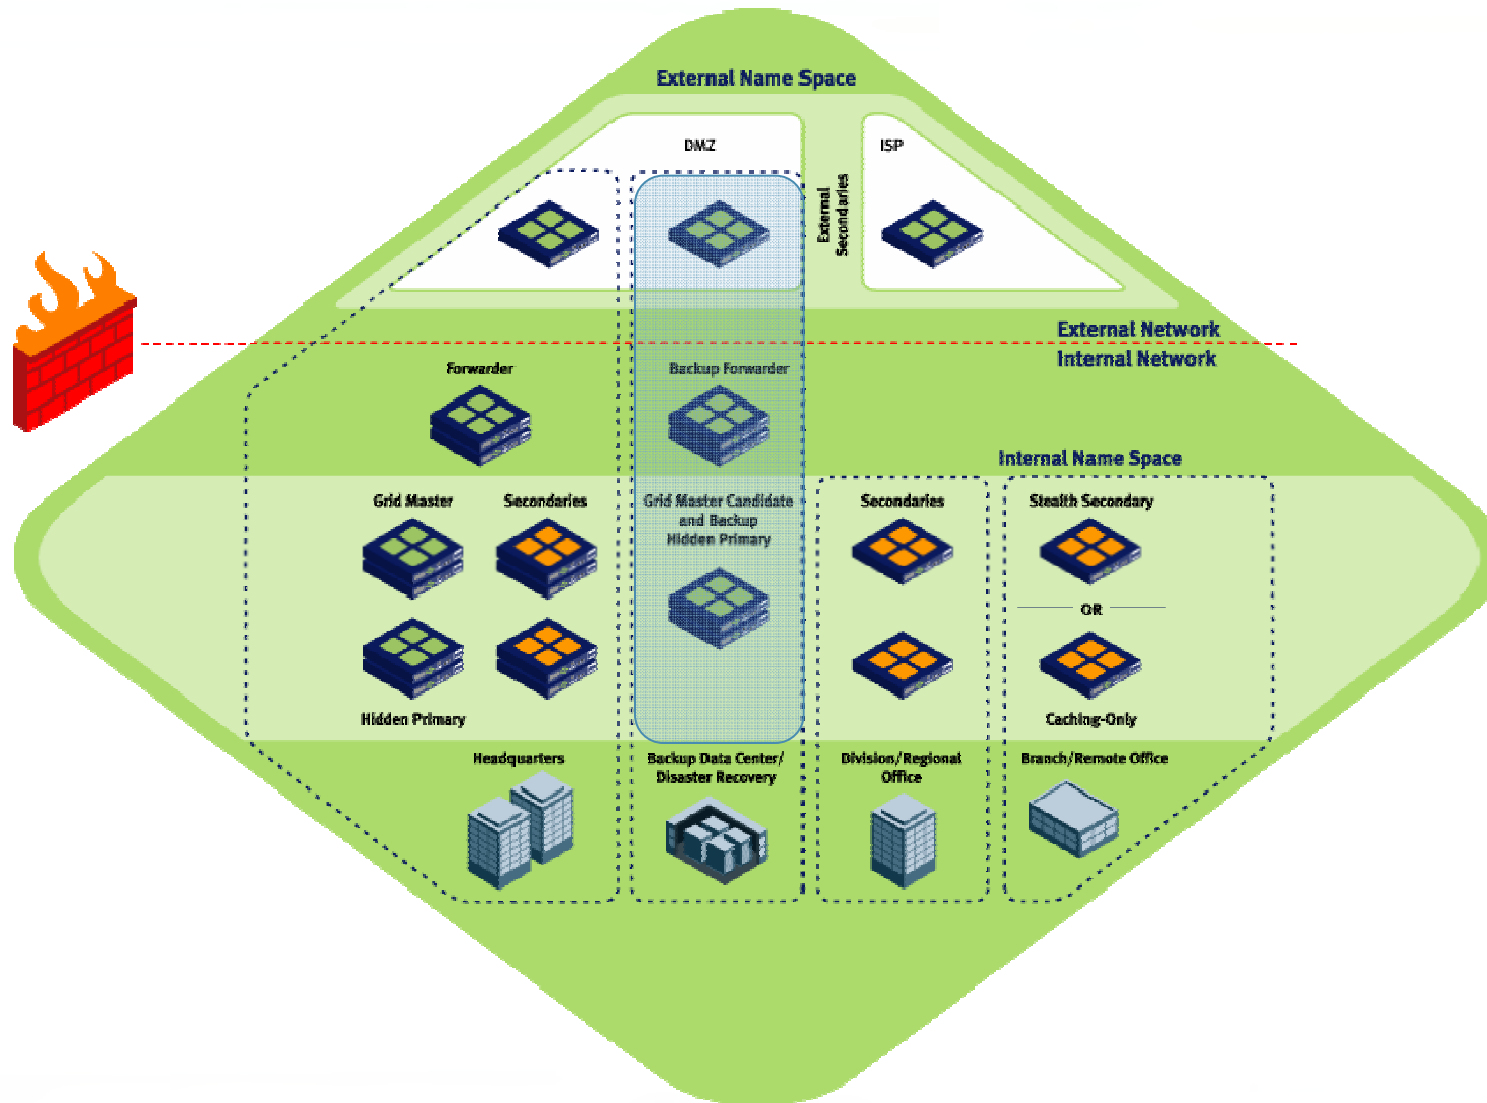 External Name Space
DMZ
ISP
External
Secondaries
External Network
Internal Network
Forwarder
Backup Forwarder
Internal Name Space
Grid Master
Secondaries
Grid Master Candidate
and Backup
Hidden Primary
Secondaries
Stealth Secondary
OR
Hidden Primary
Caching-Only
Headquarters
Backup Data Center/
Disaster Recovery
Division/Regional
Office
Branch/Remote Office